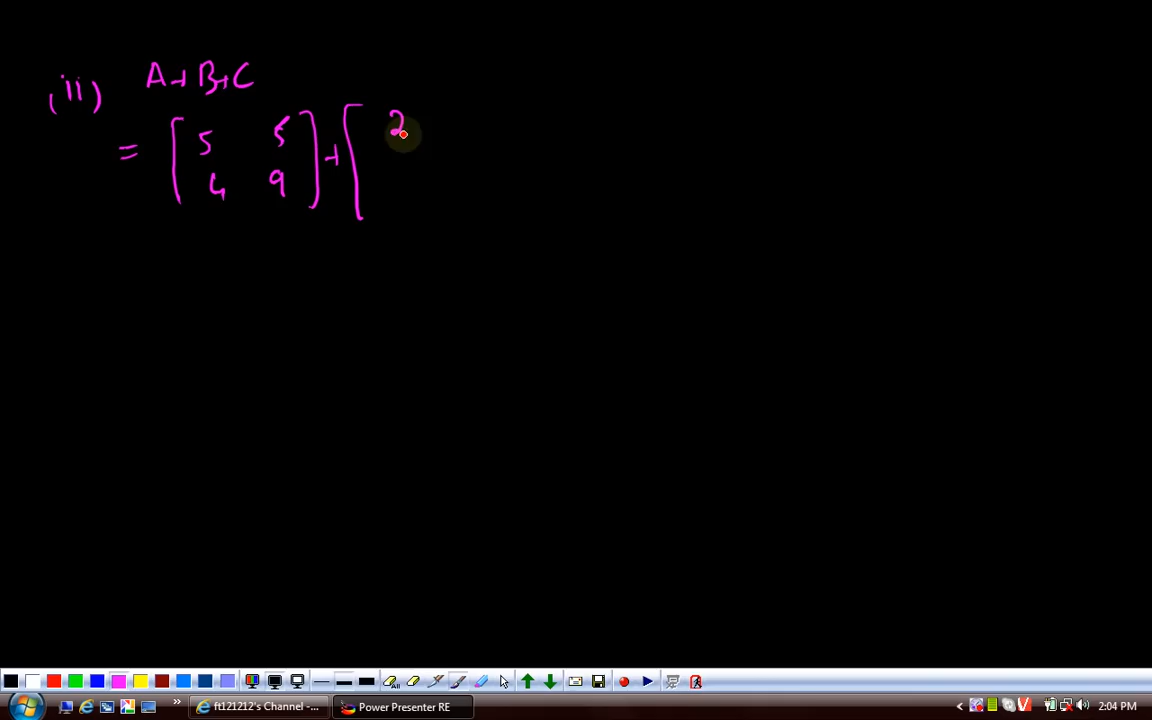 (ii) A+B+C
= [ 5 5 ] + [ 2
4 9
ft121212's Channel -... Power Presenter RE 2:04 PM